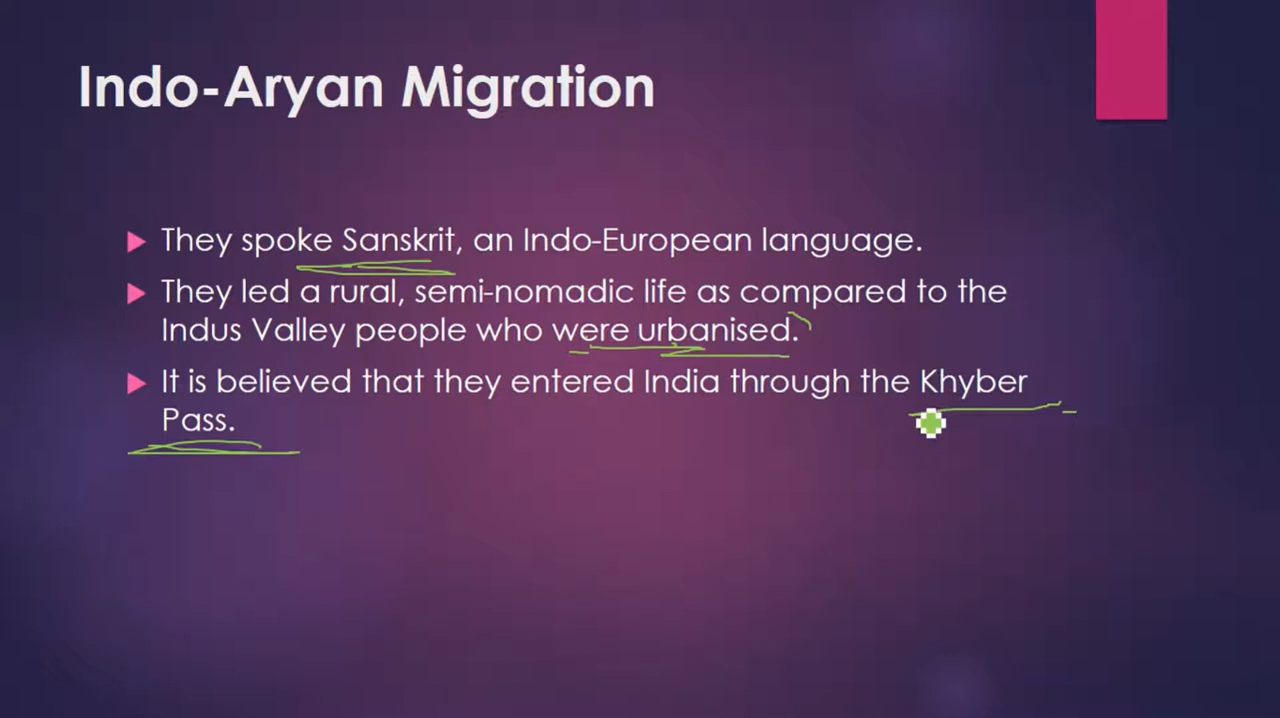 Indo-Aryan Migration
They spoke Sanskrit, an Indo-European language.
They led a rural, semi-nomadic life as compared to the
Indus Valley people who were urbanised.
It is believed that they entered India through the Khyber
Pass.